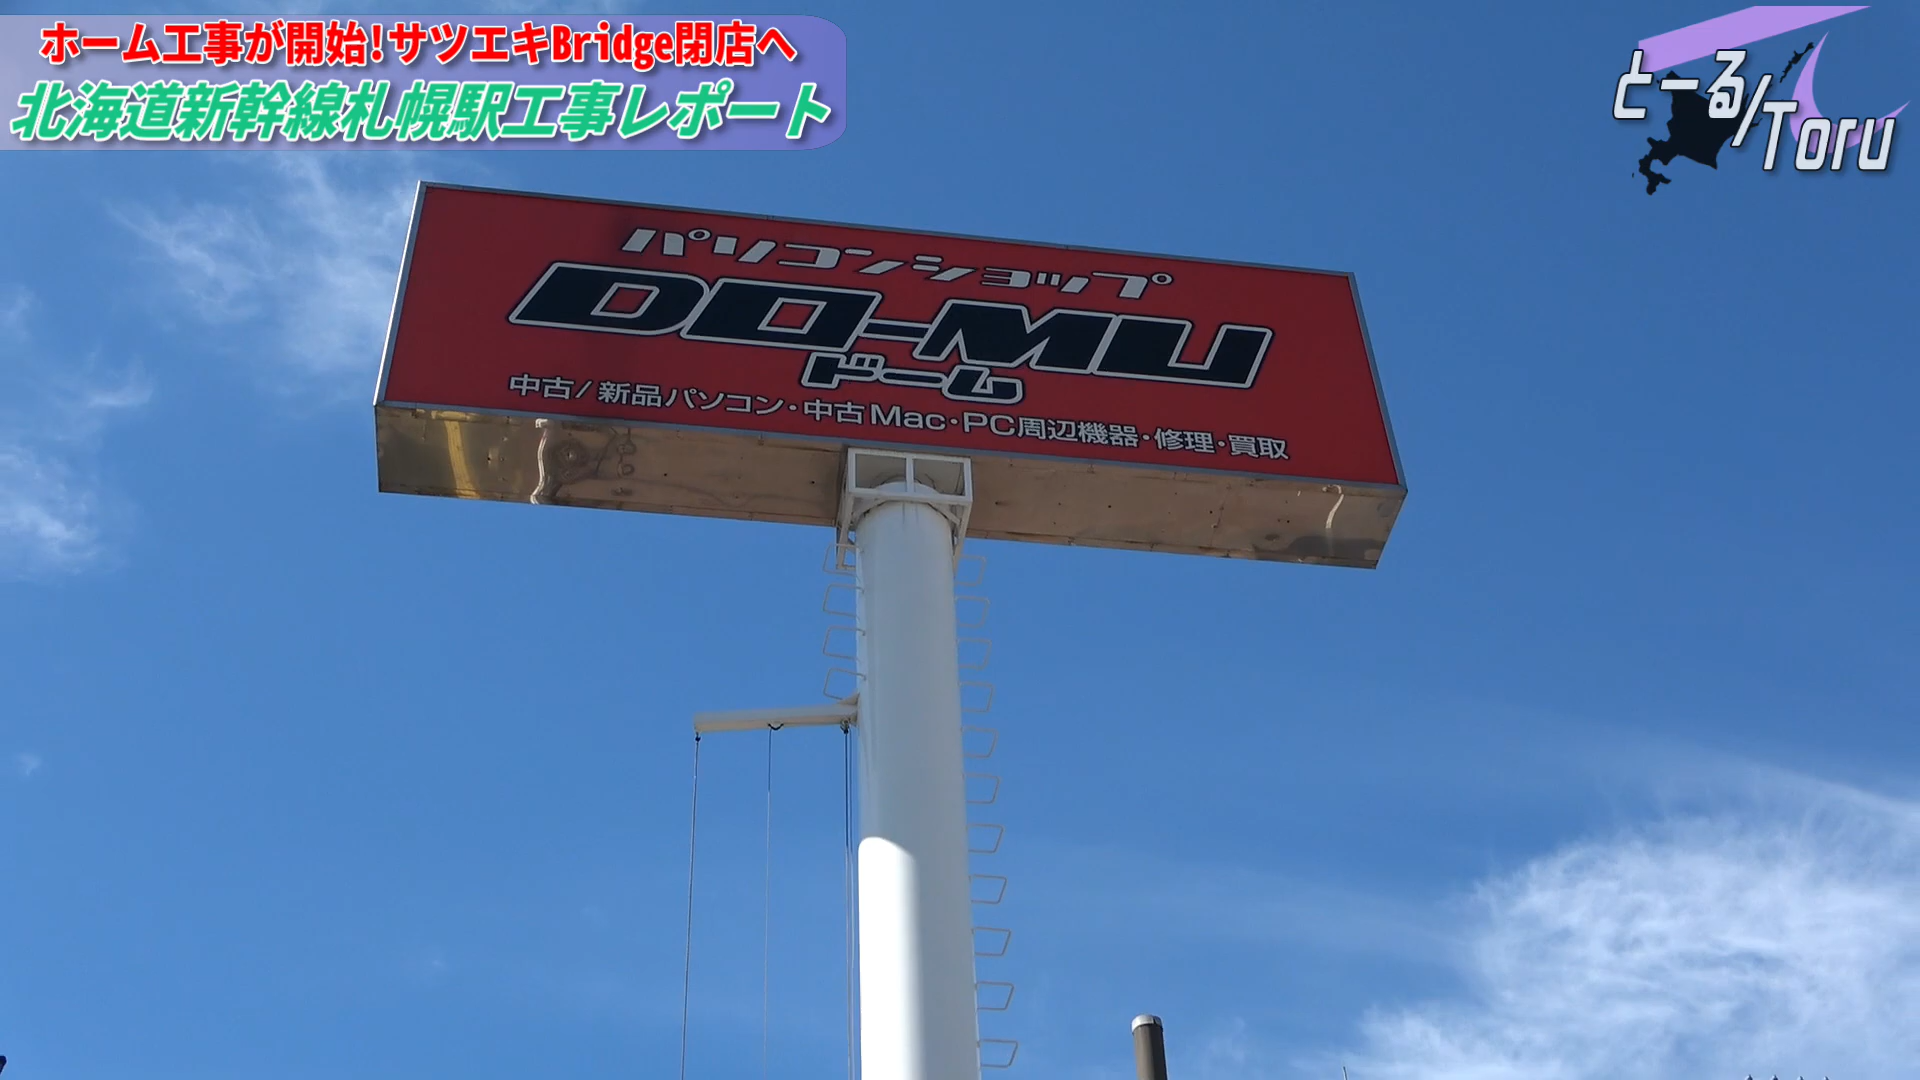 ホーム工事が開始!サツエキBridge閉店へ
北海道新幹線札幌駅工事レポート
とーる/Toru
パソコンショップ
DO-MU
ドーム
中古/新品パソコン・中古Mac・PC周辺機器・修理・買取